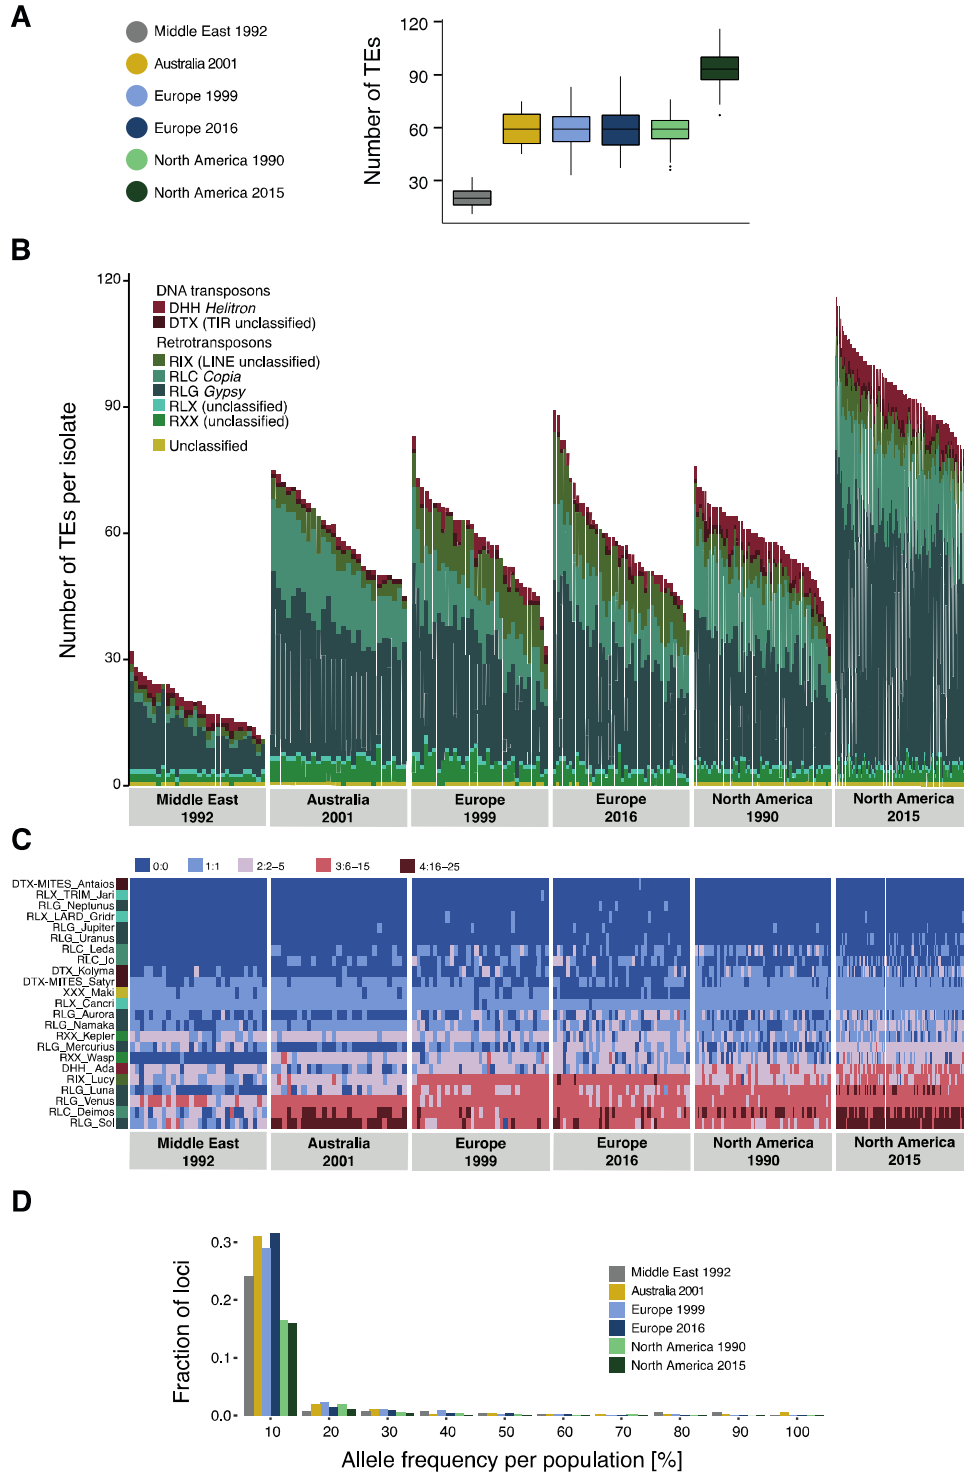 A
Middle East 1992
Australia 2001
Europe 1999
Europe 2016
North America 1990
North America 2015
Number of TEs
120
90
60
30
B
Number of TEs per isolate
120
90
60
30
0
DNA transposons
DHH Helitron
DTX (TIR unclassified)
Retrotransposons
RIX (LINE unclassified)
RLC Copia
RLG Gypsy
RLX (unclassified)
RXX (unclassified)
Unclassified
Middle East 1992
Australia 2001
Europe 1999
Europe 2016
North America 1990
North America 2015
C
0:0
1:1
2:2–5
3:6–15
4:16–25
DTX-MITES_Antaios
RLX_TRIM_Jari
RLG_Neptunus
RLX_LARD_Gridr
RLG_Jupiter
RLG_Uranus
RLC_Leda
RLC_Io
DTX_Kolyma
DTX-MITES_Satyr
XXX_Maki
RLX_Cancri
RLG_Aurora
RLG_Namaka
RXX_Kepler
RLG_Mercurius
RXX_Wasp
DHH_Ada
RIX_Lucy
RLG_Luna
RLG_Venus
RLC_Deimos
RLG_Sol
Middle East 1992
Australia 2001
Europe 1999
Europe 2016
North America 1990
North America 2015
D
Fraction of loci
0.3
0.2
0.1
0.0
Middle East 1992
Australia 2001
Europe 1999
Europe 2016
North America 1990
North America 2015
10 20 30 40 50 60 70 80 90 100
Allele frequency per population [%]